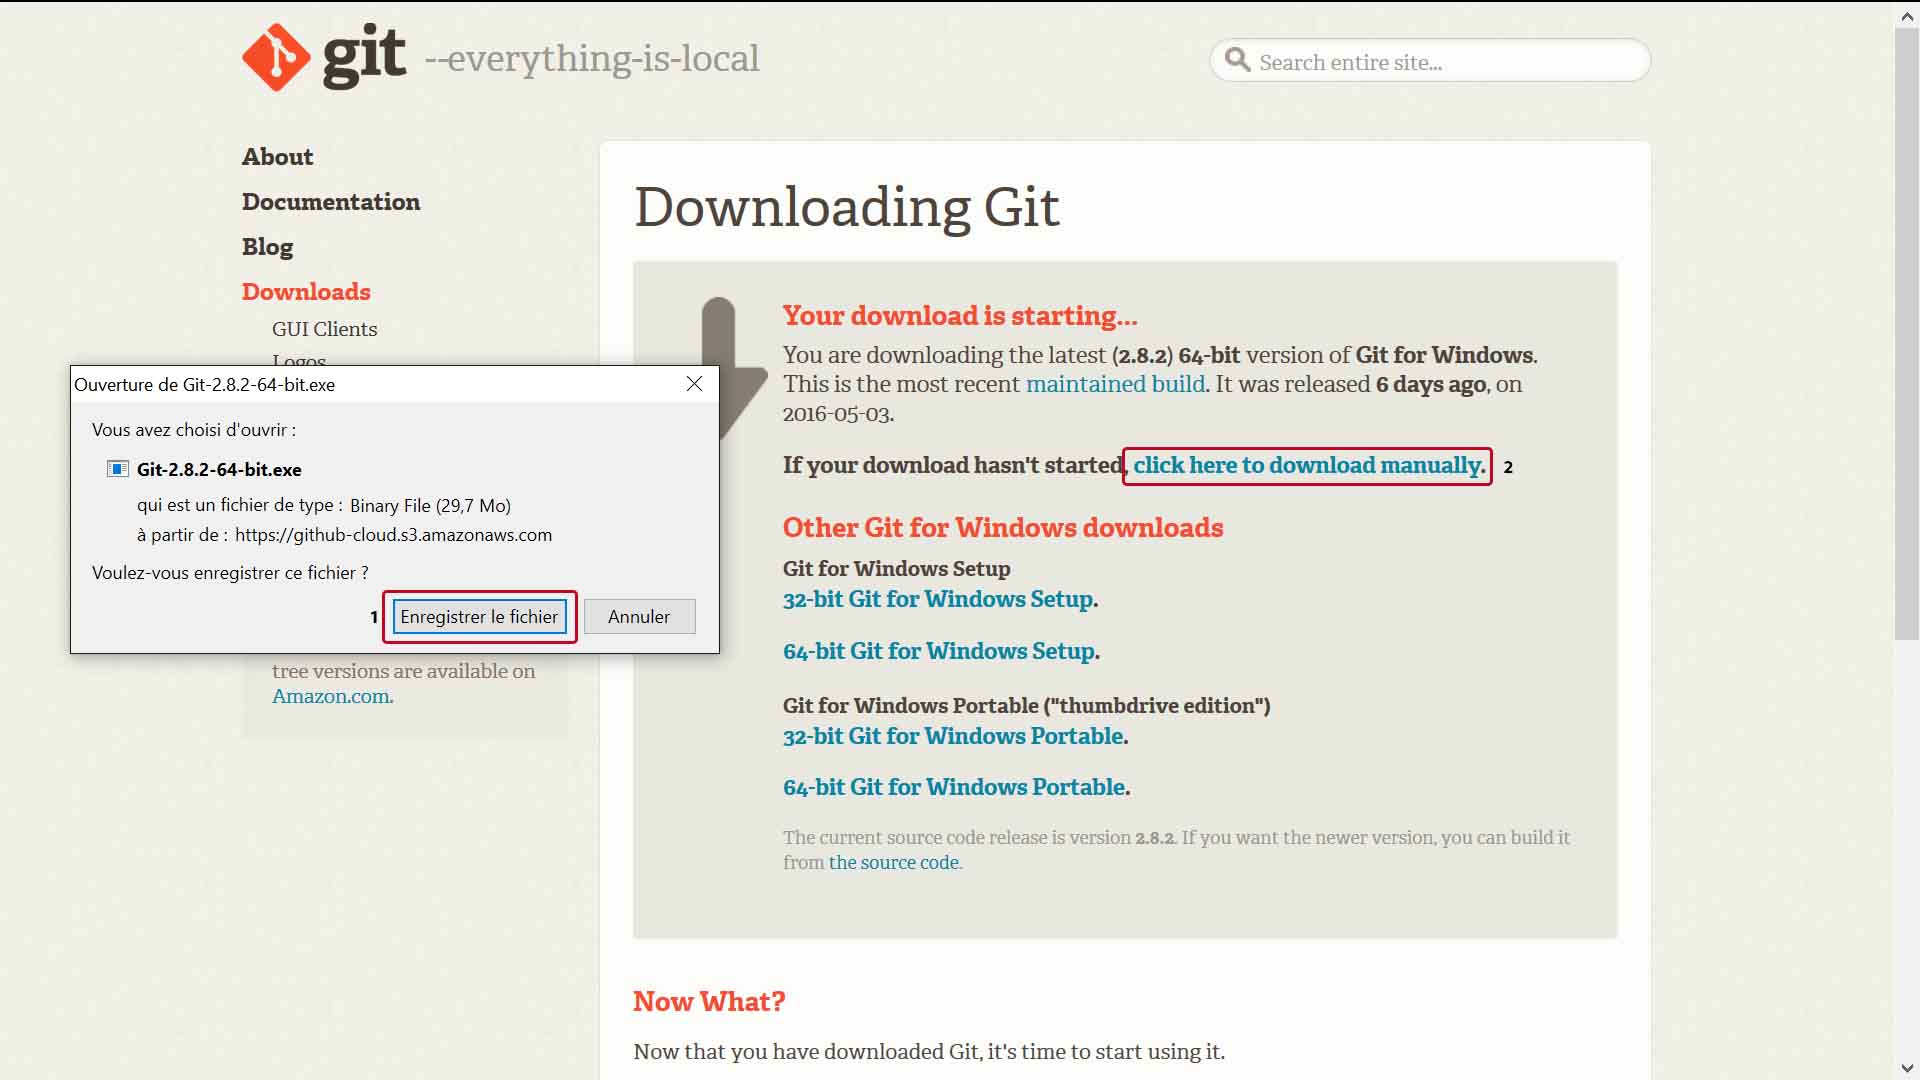 git --everything-is-local
Search entire site...
About
Documentation
Blog
Downloads
GUI Clients
Logos
Ouverture de Git-2.8.2-64-bit.exe
Vous avez choisi d'ouvrir :
Git-2.8.2-64-bit.exe
qui est un fichier de type : Binary File (29,7 Mo)
à partir de : https://github-cloud.s3.amazonaws.com
Voulez-vous enregistrer ce fichier ?
1 Enregistrer le fichier Annuler
tree versions are available on
Amazon.com.
Downloading Git
Your download is starting...
You are downloading the latest (2.8.2) 64-bit version of Git for Windows.
This is the most recent maintained build. It was released 6 days ago, on
2016-05-03.
If your download hasn't started, click here to download manually. 2
Other Git for Windows downloads
Git for Windows Setup
32-bit Git for Windows Setup.
64-bit Git for Windows Setup.
Git for Windows Portable ("thumbdrive edition")
32-bit Git for Windows Portable.
64-bit Git for Windows Portable.
The current source code release is version 2.8.2. If you want the newer version, you can build it
from the source code.
Now What?
Now that you have downloaded Git, it's time to start using it.